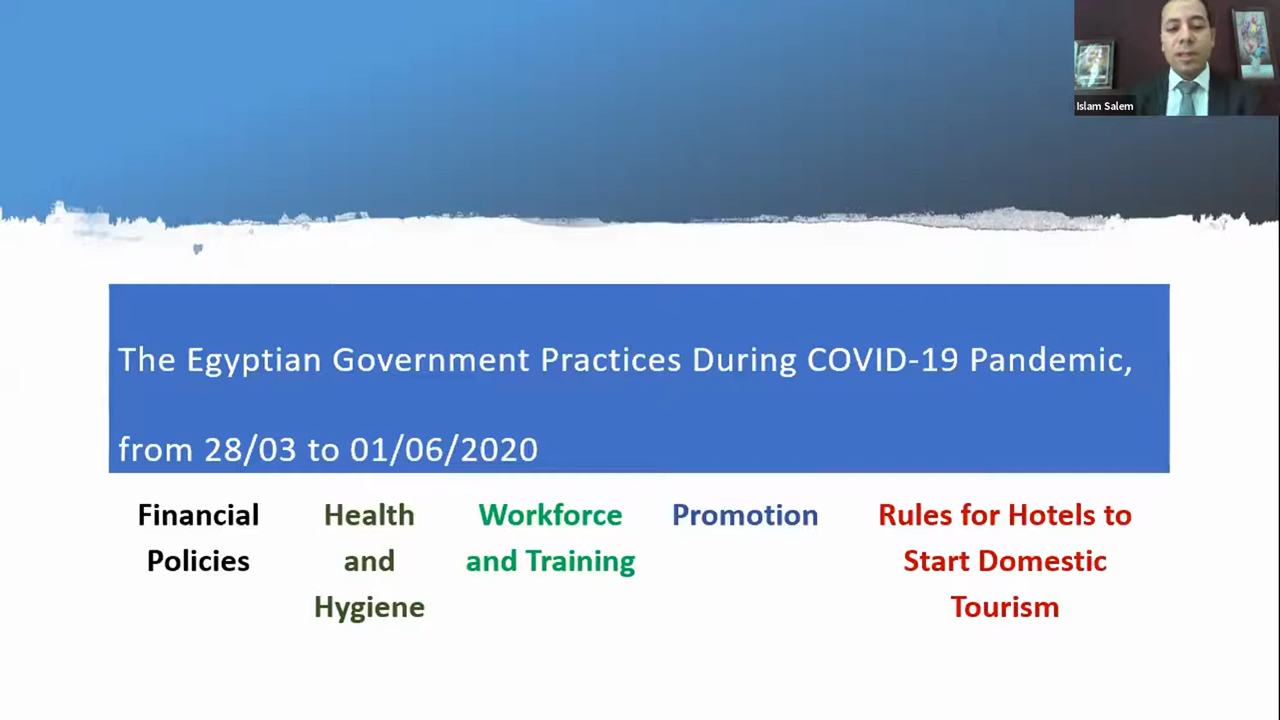 Islam Salem
The Egyptian Government Practices During COVID-19 Pandemic,
from 28/03 to 01/06/2020
Financial
Policies
Health
and
Hygiene
Workforce
and Training
Promotion
Rules for Hotels to
Start Domestic
Tourism